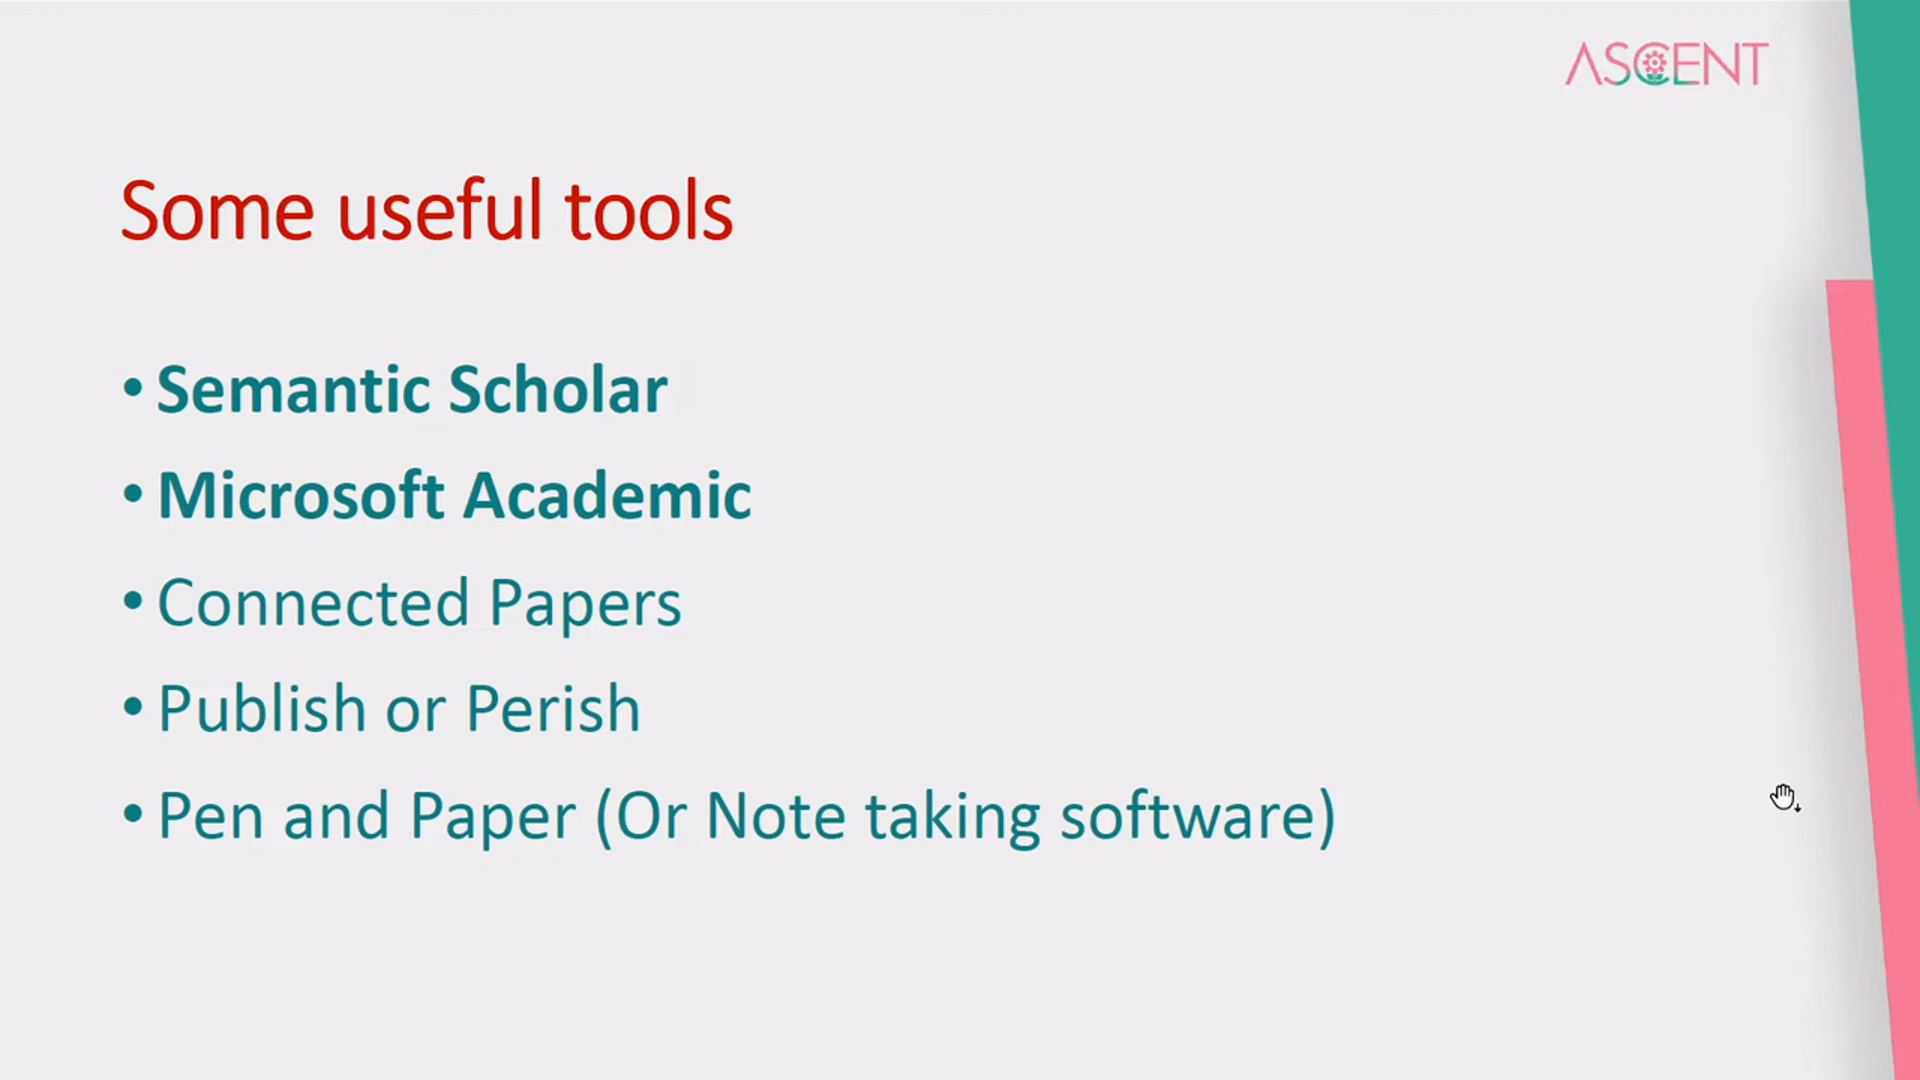 ASCENT
Some useful tools
• Semantic Scholar
• Microsoft Academic
• Connected Papers
• Publish or Perish
• Pen and Paper (Or Note taking software)